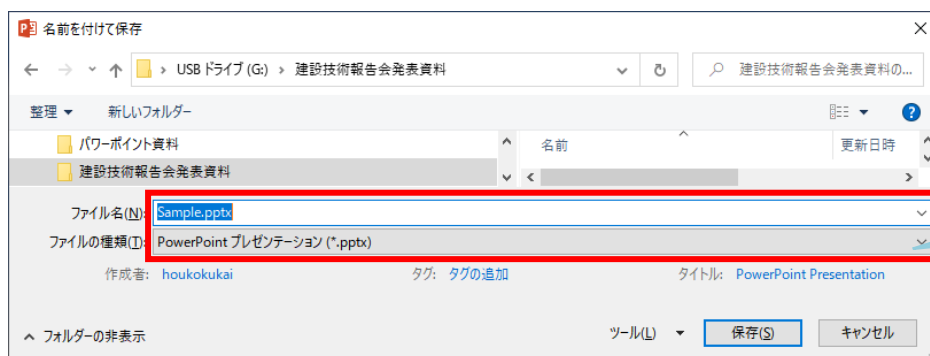 名前を付けて保存
USB ドライブ (G:) › 建設技術報告会発表資料
建設技術報告会発表資料の...
整理 新しいフォルダー
パワーポイント資料
建設技術報告会発表資料
名前 更新日時
ファイル名(N): Sample.pptx
ファイルの種類(T): PowerPoint プレゼンテーション (*.pptx)
作成者: houkokukai タグ: タグの追加 タイトル: PowerPoint Presentation
フォルダーの非表示 ツール(L) 保存(S) キャンセル